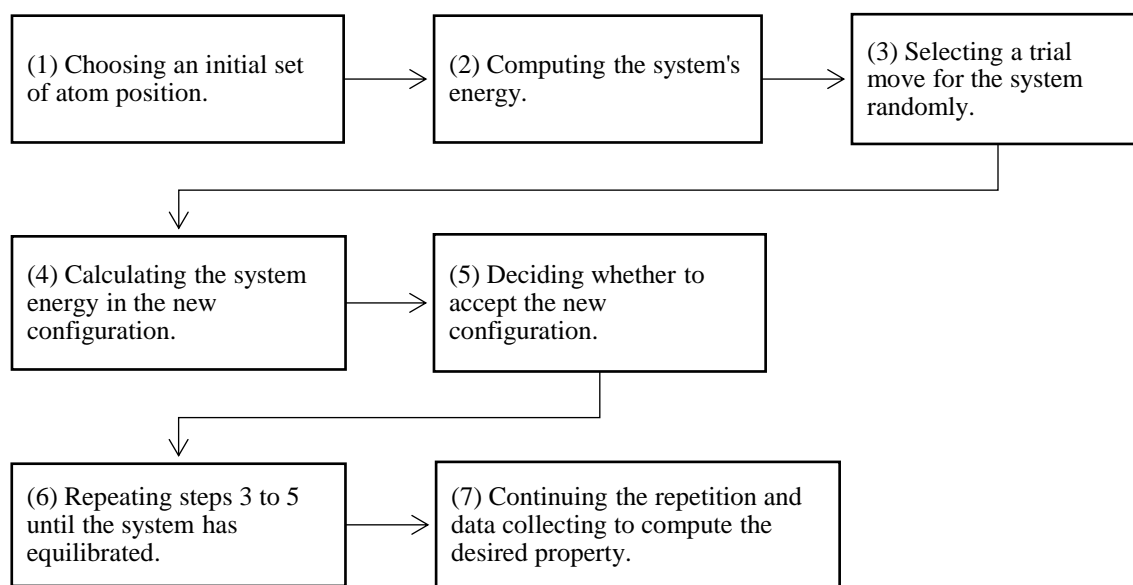 (1) Choosing an initial set
of atom position.
(2) Computing the system's
energy.
(3) Selecting a trial
move for the system
randomly.
(4) Calculating the system
energy in the new
configuration.
(5) Deciding whether to
accept the new
configuration.
(6) Repeating steps 3 to 5
until the system has
equilibrated.
(7) Continuing the repetition and
data collecting to compute the
desired property.